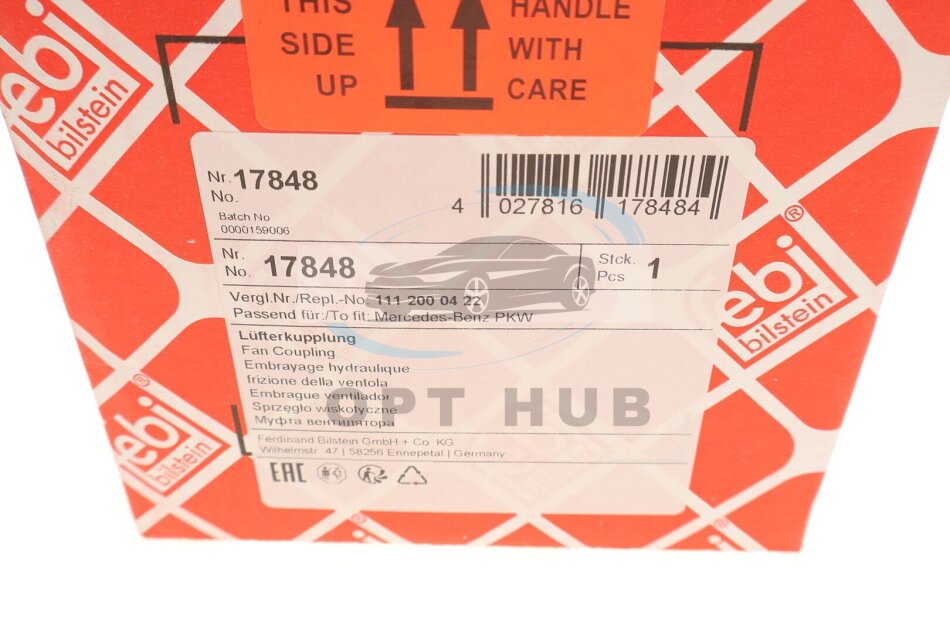 THIS
SIDE
UP
HANDLE
WITH
CARE
febi
bilstein
Nr.
No. 17848
Batch No
0000159006
4 027816 178484
Nr.
No. 17848
Stck.
Pcs 1
Vergl.Nr./Repl.-No: 111 200 04 22
Passend für:/To fit: Mercedes-Benz PKW
Lüfterkupplung
Fan Coupling
Embrayage hydraulique
frizione della ventola
Embrague ventilador
Sprzęgło wiskotyczne
Муфта вентилятора
Ferdinand Bilstein GmbH + Co. KG
Wilhelmstr. 47 | 58256 Ennepetal | Germany
EAC
OPT HUB
febi
bilstein
®
febi
bilstein
®